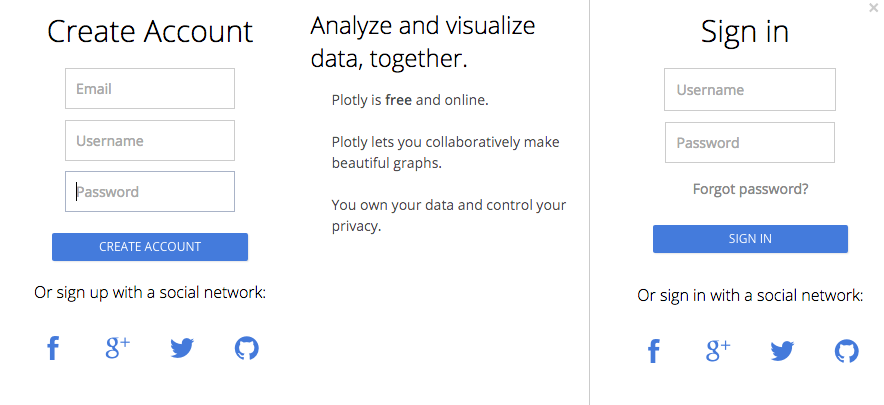 Create Account
Email
Username
Password
CREATE ACCOUNT
Or sign up with a social network:
f
g+
Analyze and visualize
data, together.
Plotly is free and online.
Plotly lets you collaboratively make
beautiful graphs.
You own your data and control your
privacy.
×
Sign in
Username
Password
Forgot password?
SIGN IN
Or sign in with a social network:
f
g+